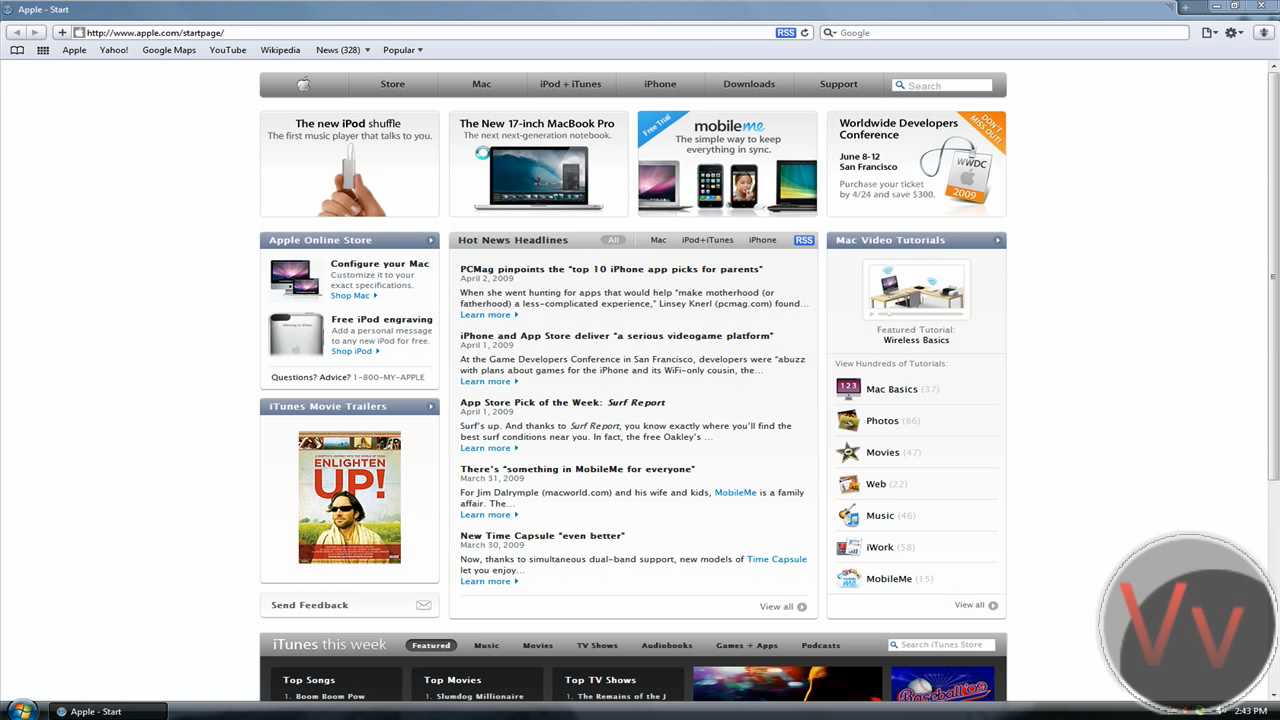 Apple - Start
http://www.apple.com/startpage/
RSS
Google
Apple
Yahoo!
Google Maps
YouTube
Wikipedia
News (328)
Popular
Store
Mac
iPod + iTunes
iPhone
Downloads
Support
Search
The new iPod shuffle
The first music player that talks to you.
The New 17-inch MacBook Pro
The next next-generation notebook.
Free Trial
mobileme
The simple way to keep
everything in sync.
Worldwide Developers
Conference
DON'T
MISS OUT!
June 8-12
San Francisco
Purchase your ticket
by 4/24 and save $300.
WWDC
2009
Apple Online Store
Configure your Mac
Customize it to your
exact specifications.
Shop Mac
Free iPod engraving
Add a personal message
to any new iPod for free.
Shop iPod
Questions? Advice? 1-800-MY-APPLE
iTunes Movie Trailers
ENLIGHTEN
UP!
Send Feedback
Hot News Headlines
All
Mac
iPod+iTunes
iPhone
RSS
PCMag pinpoints the “top 10 iPhone app picks for parents”
April 2, 2009
When she went hunting for apps that would help “make motherhood (or
fatherhood) a less-complicated experience,” Linsey Knerl (pcmag.com) found…
Learn more
iPhone and App Store deliver “a serious videogame platform”
April 1, 2009
At the Game Developers Conference in San Francisco, developers were “abuzz
with plans about games for the iPhone and its WiFi-only cousin, the…
Learn more
App Store Pick of the Week: Surf Report
April 1, 2009
Surf’s up. And thanks to Surf Report, you know exactly where you’ll find the
best surf conditions near you. In fact, the free Oakley’s …
Learn more
There’s “something in MobileMe for everyone”
March 31, 2009
For Jim Dalrymple (macworld.com) and his wife and kids, MobileMe is a family
affair. The…
Learn more
New Time Capsule “even better”
March 30, 2009
Now, thanks to simultaneous dual-band support, new models of Time Capsule
let you enjoy…
Learn more
View all
Mac Video Tutorials
Featured Tutorial:
Wireless Basics
View Hundreds of Tutorials:
123
Mac Basics (37)
Photos (86)
Movies (47)
Web (22)
Music (46)
iWork (58)
MobileMe (15)
View all
iTunes this week
Featured
Music
Movies
TV Shows
Audiobooks
Games + Apps
Podcasts
Search iTunes Store
Top Songs
1. Boom Boom Pow
Top Movies
1. Slumdog Millionaire
Top TV Shows
1. The Remains of the J
Baseball 09
Vv
Apple - Start
2:43 PM